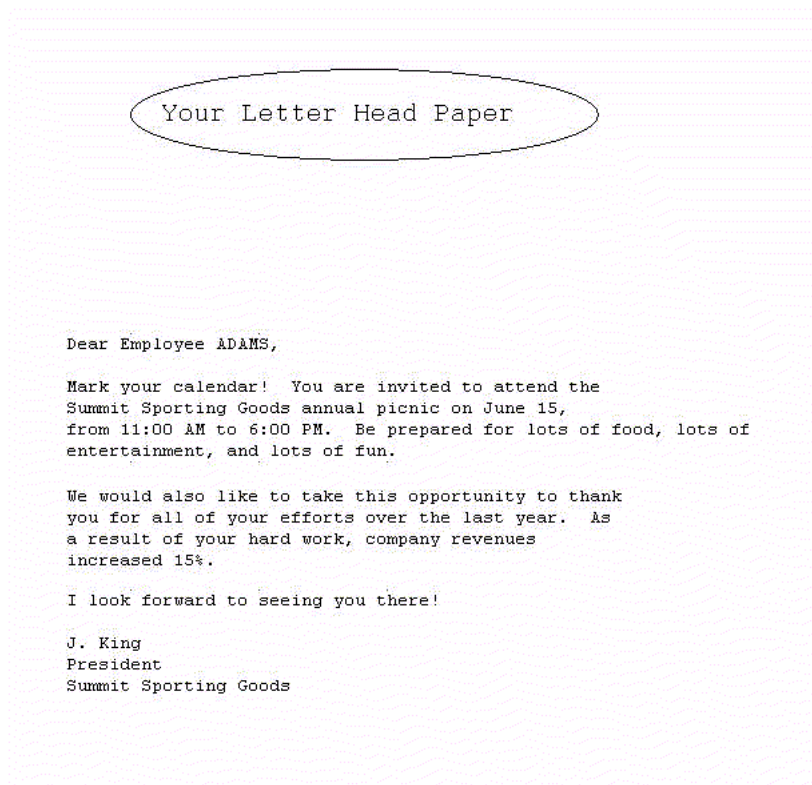 Your Letter Head Paper
Dear Employee ADAMS,
Mark your calendar!  You are invited to attend the
Summit Sporting Goods annual picnic on June 15,
from 11:00 AM to 6:00 PM.  Be prepared for lots of food, lots of
entertainment, and lots of fun.
We would also like to take this opportunity to thank
you for all of your efforts over the last year.  As
a result of your hard work, company revenues
increased 15%.
I look forward to seeing you there!
J. King
President
Summit Sporting Goods